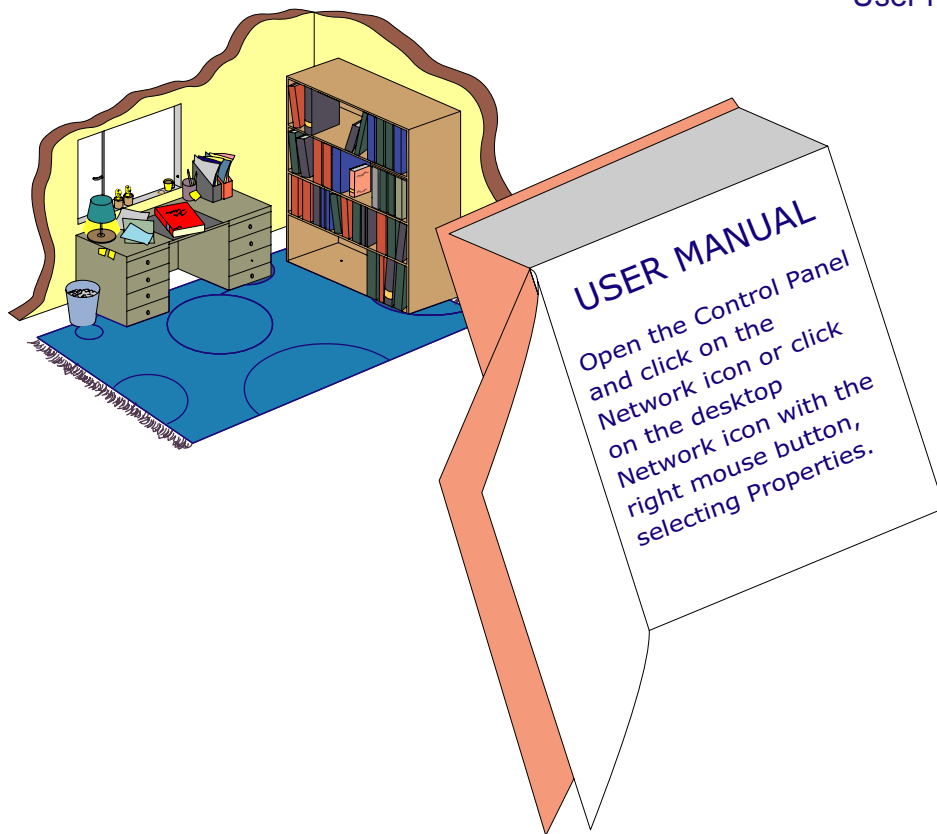 User
USER MANUAL
Open the Control Panel
and click on the
Network icon or click
on the desktop
Network icon with the
right mouse button,
selecting Properties.